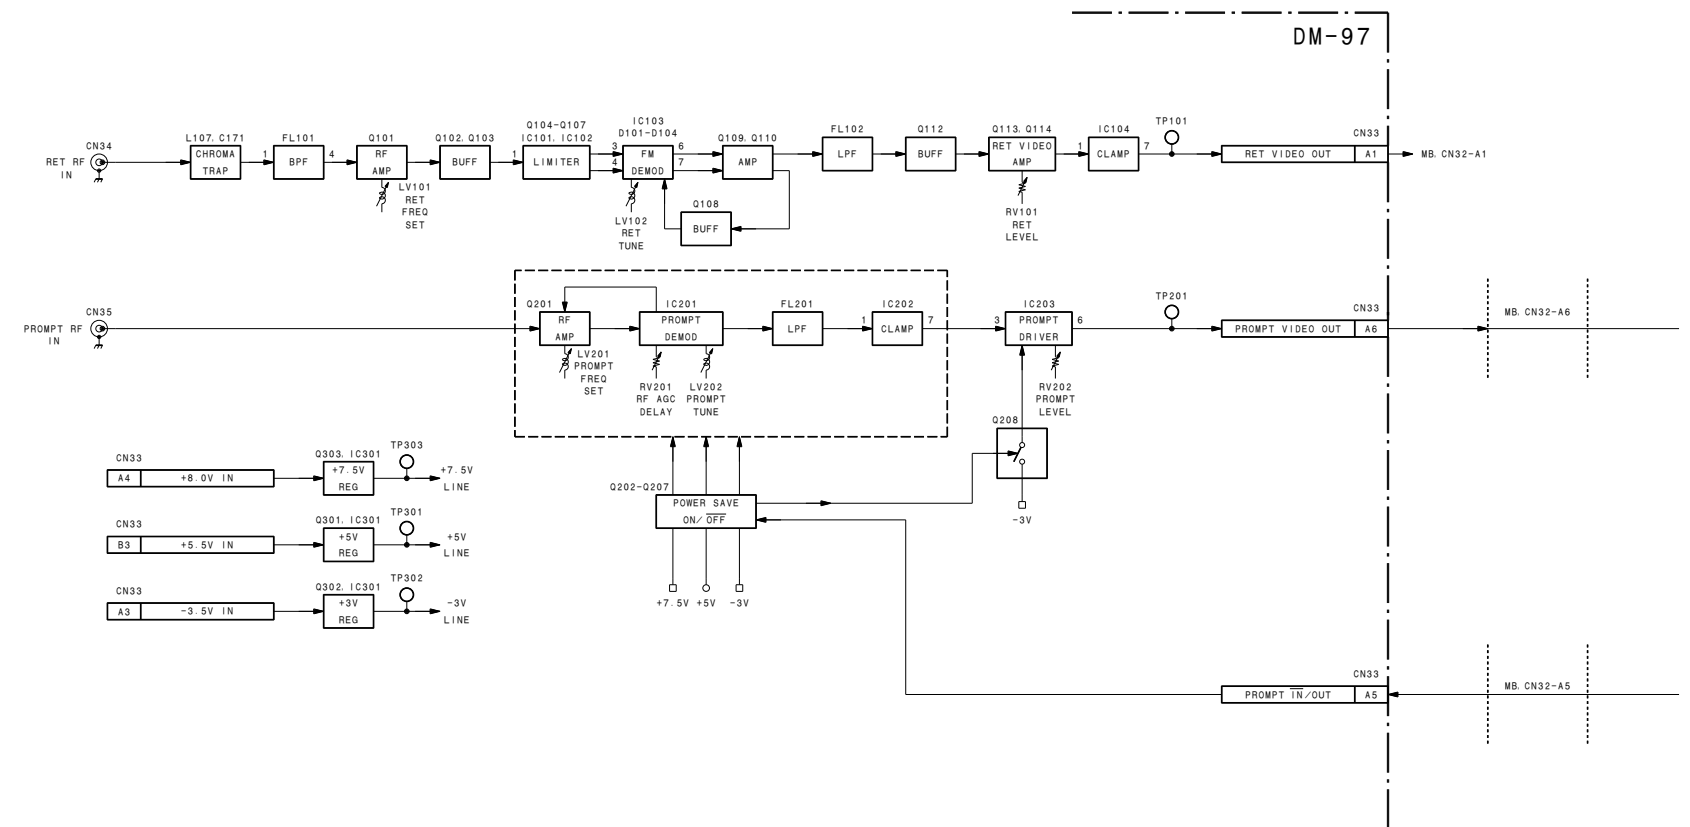 DM-97
CN34
RET RF
IN
L107, C171
CHROMA
TRAP
1
FL101
BPF
4
Q101
RF
AMP
LV101
RET
FREQ
SET
Q102, Q103
BUFF
1
Q104-Q107
IC101, IC102
LIMITER
3
4
IC103
D101-D104
FM
DEMOD
6
7
LV102
RET
TUNE
Q109, Q110
AMP
Q108
BUFF
FL102
LPF
Q112
BUFF
Q113, Q114
RET VIDEO
AMP
RV101
RET
LEVEL
1
IC104
CLAMP
7
TP101
CN33
RET VIDEO OUT A1
MB. CN32-A1
CN35
PROMPT RF
IN
Q201
RF
AMP
LV201
PROMPT
FREQ
SET
IC201
PROMPT
DEMOD
RV201
RF AGC
DELAY
LV202
PROMPT
TUNE
FL201
LPF
1
IC202
CLAMP
7
3
IC203
PROMPT
DRIVER
6
RV202
PROMPT
LEVEL
TP201
CN33
PROMPT VIDEO OUT A6
MB. CN32-A6
Q208
-3V
Q202-Q207
POWER SAVE
ON/OFF
+7.5V +5V -3V
CN33
A4 +8.0V IN
Q303, IC301
+7.5V
REG
TP303
+7.5V
LINE
CN33
B3 +5.5V IN
Q301, IC301
+5V
REG
TP301
+5V
LINE
CN33
A3 -3.5V IN
Q302, IC301
+3V
REG
TP302
-3V
LINE
CN33
PROMPT IN/OUT A5
MB. CN32-A5